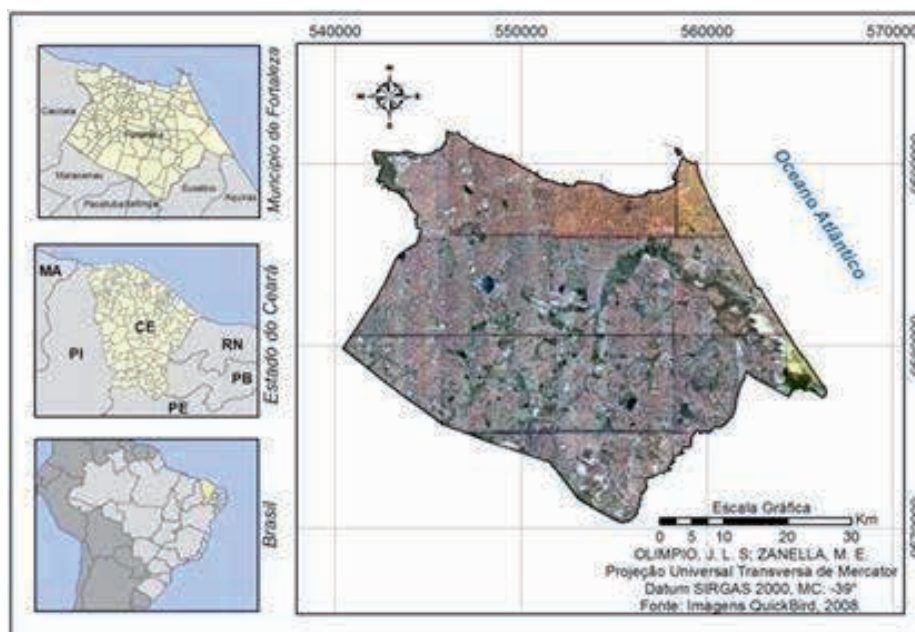 540000 550000 560000 570000
Município de Fortaleza
Caucaia
Fortaleza
Maracanau
Eusébio
Aquiraz
Oceano Atlântico
Estado do Ceará
MA
CE
PI
RN
PB
PE
Brasil
Escala Gráfica
Km
0 5 10 20 30
OLIMPIO, J. L. S; ZANELLA, M. E.
Projeção Universal Transversa de Mercator
Datum SIRGAS 2000. MC: -39°
Fonte: Imagens QuickBird, 2008